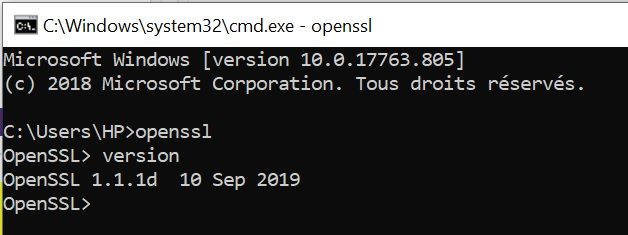 C:\Windows\system32\cmd.exe - openssl
Microsoft Windows [version 10.0.17763.805]
(c) 2018 Microsoft Corporation. Tous droits réservés.
C:\Users\HP>openssl
OpenSSL> version
OpenSSL 1.1.1d  10 Sep 2019
OpenSSL>